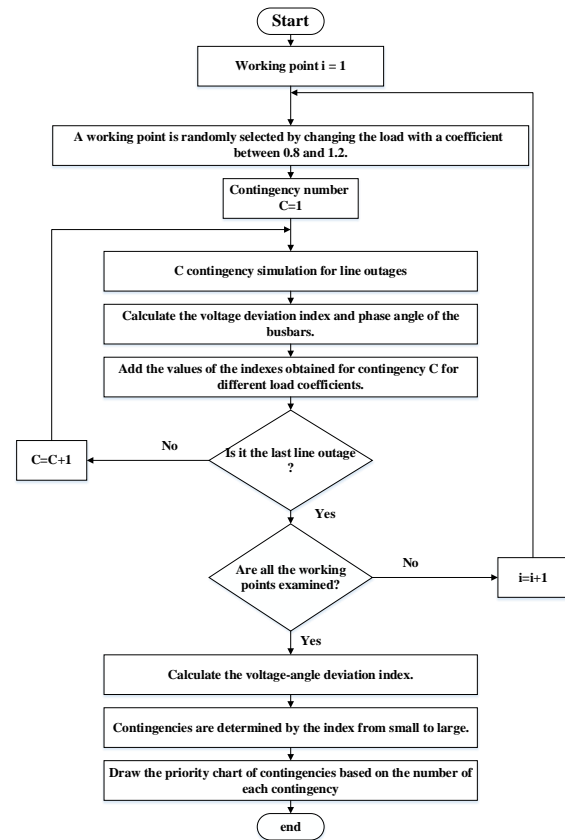 Start
Working point i = 1
A working point is randomly selected by changing the load with a coefficient
between 0.8 and 1.2.
Contingency number
C=1
C contingency simulation for line outages
Calculate the voltage deviation index and phase angle of the
busbars.
Add the values of the indexes obtained for contingency C for
different load coefficients.
Is it the last line outage
?
No
C=C+1
Yes
Are all the working
points examined?
No
i=i+1
Yes
Calculate the voltage-angle deviation index.
Contingencies are determined by the index from small to large.
Draw the priority chart of contingencies based on the number of
each contingency
end